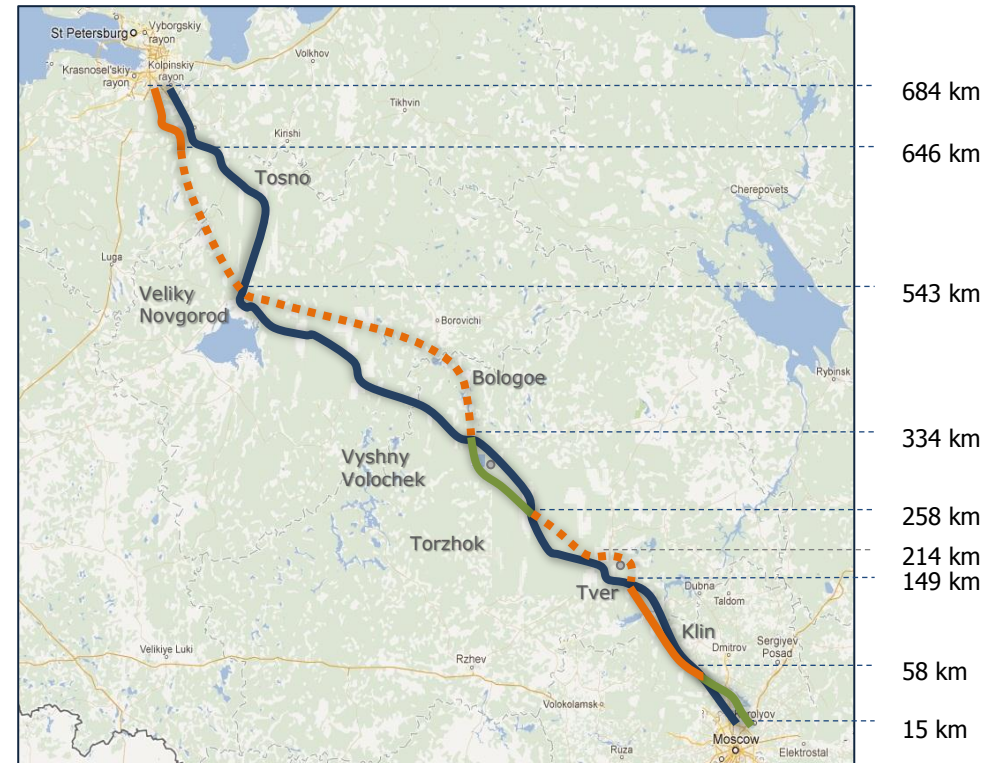 St Petersburg
Vyborgskiy
rayon
Volkhov
Krasnosel'skiy
rayon
Kolpinskiy
rayon
684 km
Tikhvin
Kirishi
646 km
Tosno
Cherepovets
Luga
543 km
Veliky
Novgorod
Borovichi
Rybinsk
Bologoe
334 km
Vyshny
Volochek
258 km
Torzhok
214 km
149 km
Tver
Dubna
Taldom
Klin
Velikiye Luki
Rzhev
Dmitrov
Sergiyev
Posad
58 km
Volokolamsk
15 km
Moscow
Ruza
Elektrostal